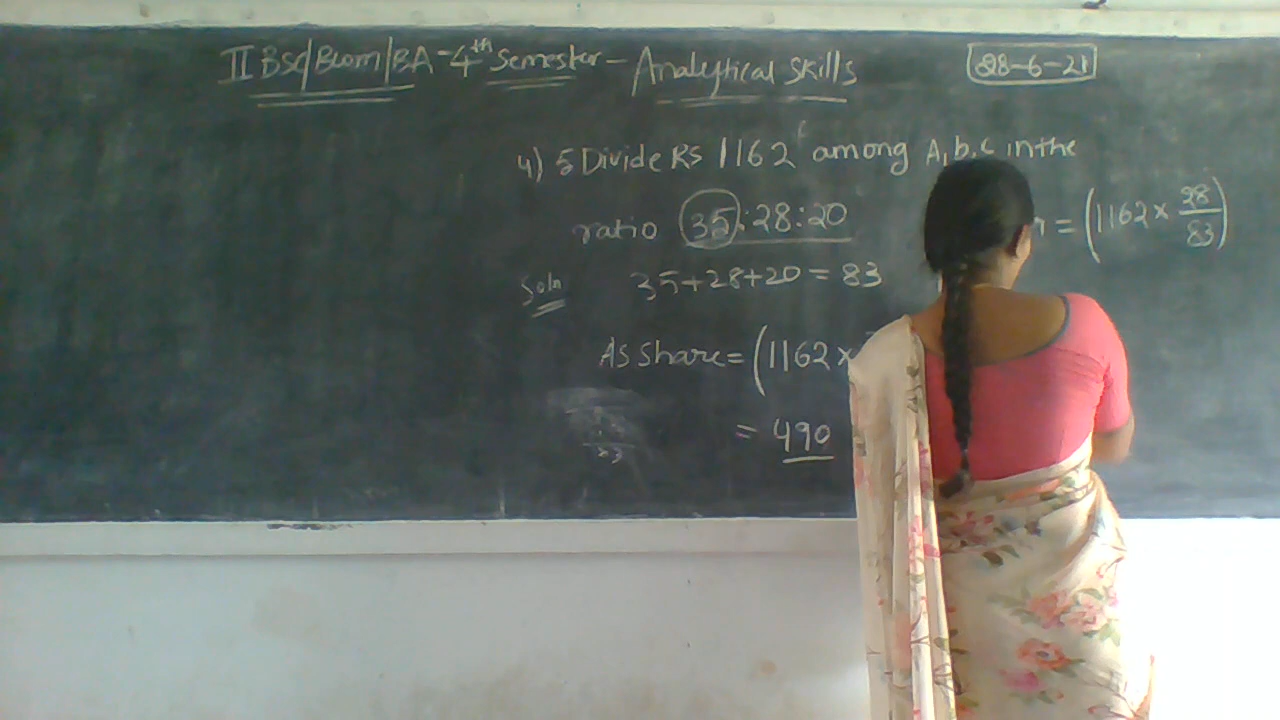 II BSc/Bcom/BA-4th Semester- Analytical Skills
28-6-21
4) 5 Divide Rs 1162 among A, b, c in the
ratio 35:28:20
Soln 35+28+20=83
As share=(1162×
= 490
=(1162× 28/83)